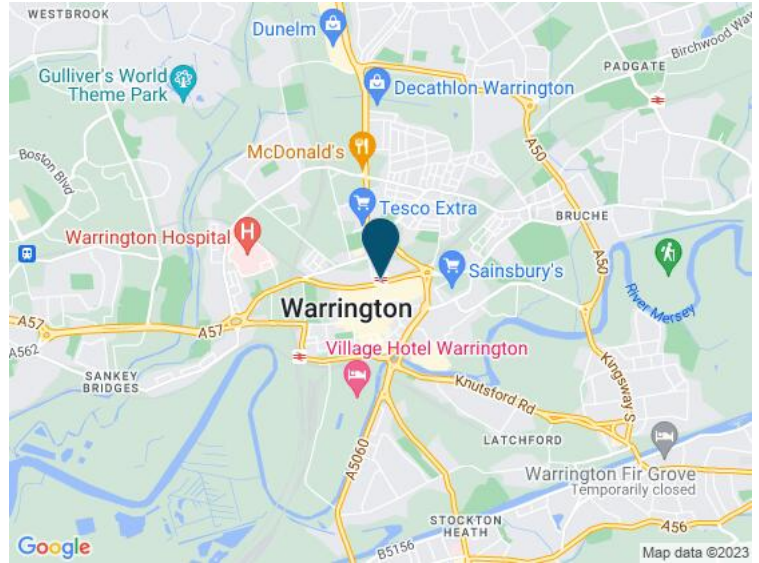 WESTBROOK
Dunelm
Birchwood Way
PADGATE
Gulliver's World
Theme Park
Decathlon Warrington
A50
Boston Blvd
McDonald's
Tesco Extra
BRUCHE
Warrington Hospital
H
Sainsbury's
A50
River Mersey
Warrington
A57
A57
A562
SANKEY
BRIDGES
Village Hotel Warrington
Knutsford Rd
Kingsway S
LATCHFORD
A5060
Warrington Fir Grove
Temporarily closed
STOCKTON
HEATH
A56
B5156
Google
Map data ©2023